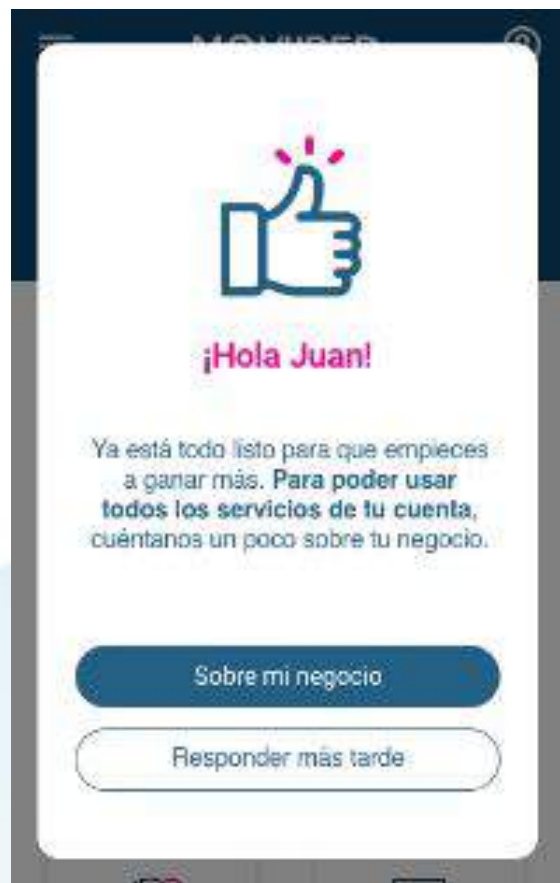 ¡Hola Juan!
Ya está todo listo para que empieces
a ganar más. Para poder usar
todos los servicios de tu cuenta,
cuéntanos un poco sobre tu negocio.
Sobre mi negocio
Responder más tarde